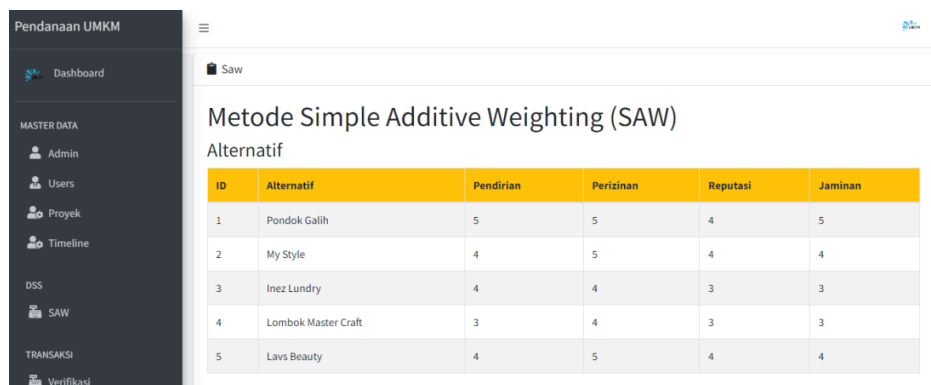 Pendanaan UMKM
Dashboard
MASTER DATA
Admin
Users
Proyek
Timeline
DSS
SAW
TRANSAKSI
Verifikasi
Saw
Metode Simple Additive Weighting (SAW)
Alternatif
ID Alternatif Pendirian Perizinan Reputasi Jaminan
1 Pondok Galih 5 5 4 5
2 My Style 4 5 4 4
3 Inez Lundry 4 4 3 3
4 Lombok Master Craft 3 4 3 3
5 Lavs Beauty 4 5 4 4